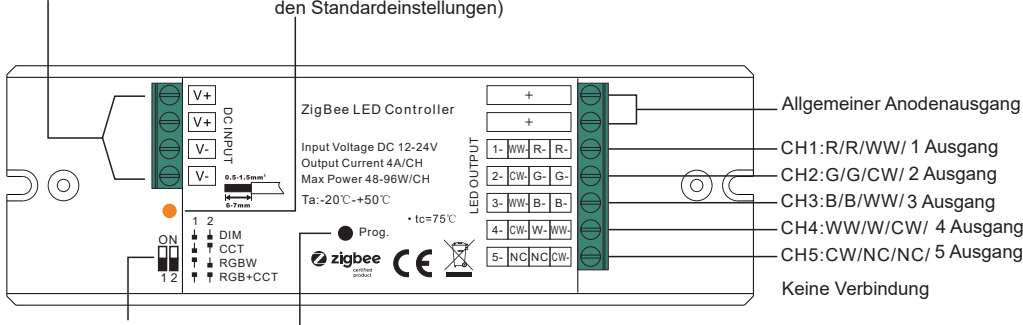 den Standardeinstellungen)
V+
V+
V-
V-
DC INPUT
ZigBee LED Controller
Input Voltage DC 12-24V
Output Current 4A/CH
Max Power 48-96W/CH
Ta:-20℃-+50℃
0.5-1.5mm²
6-7mm
• tc=75℃
Prog.
1 2
DIM
CCT
RGBW
RGB+CCT
ON
1 2
zigbee
certified
product
CE
LED OUTPUT
+
+
1- WW- R- R-
2- CW- G- G-
3- WW- B- B-
4- CW- W- WW-
5- NC NC CW-
Allgemeiner Anodenausgang
CH1:R/R/WW/ 1 Ausgang
CH2:G/G/CW/ 2 Ausgang
CH3:B/B/WW/ 3 Ausgang
CH4:WW/W/CW/ 4 Ausgang
CH5:CW/NC/NC/ 5 Ausgang
Keine Verbindung